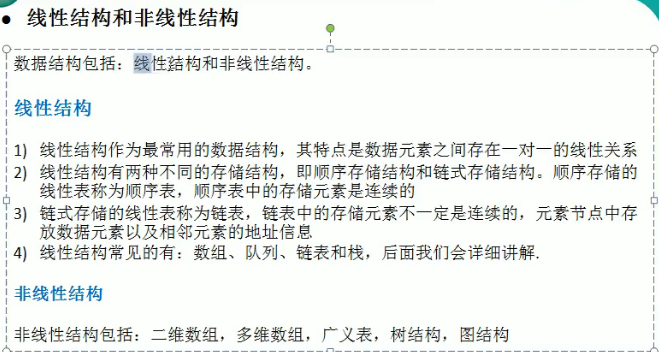 ● 线性结构和非线性结构
数据结构包括：线性结构和非线性结构。
线性结构
1) 线性结构作为最常用的数据结构，其特点是数据元素之间存在一对一的线性关系
2) 线性结构有两种不同的存储结构，即顺序存储结构和链式存储结构。顺序存储的
线性表称为顺序表，顺序表中的存储元素是连续的
3) 链式存储的线性表称为链表，链表中的存储元素不一定是连续的，元素节点中存
放数据元素以及相邻元素的地址信息
4) 线性结构常见的有：数组、队列、链表和栈，后面我们会详细讲解.
非线性结构
非线性结构包括：二维数组，多维数组，广义表，树结构，图结构